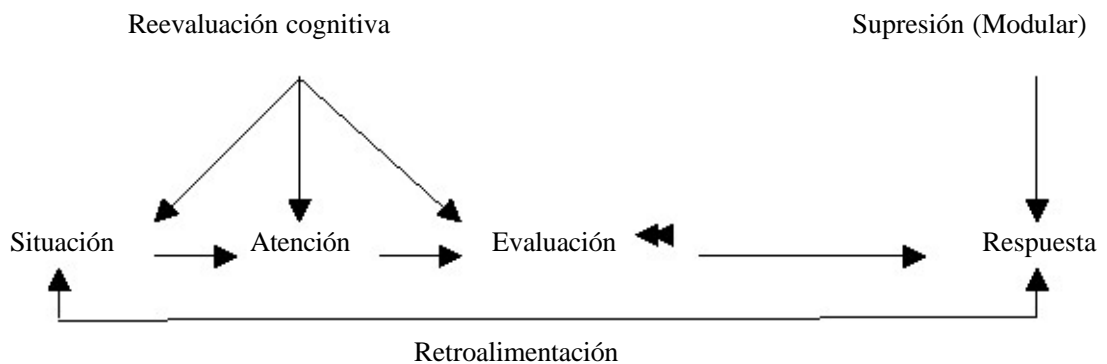 Reevaluación cognitiva Supresión (Modular)
Situación Atención Evaluación Respuesta
Retroalimentación